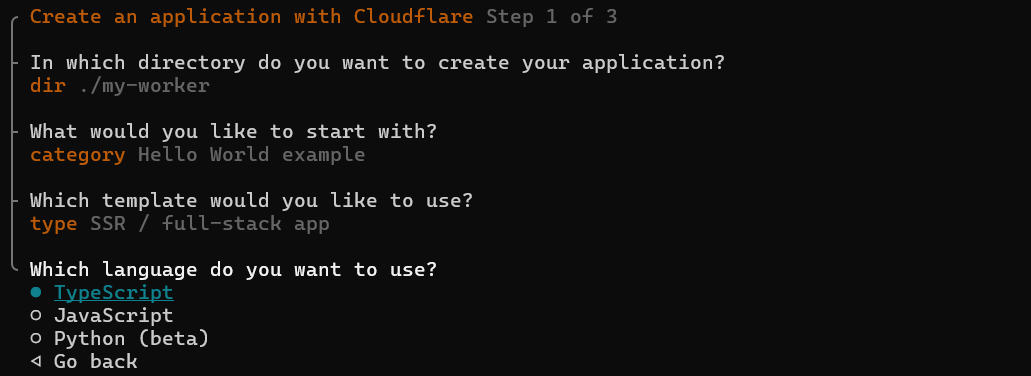 Create an application with Cloudflare Step 1 of 3
In which directory do you want to create your application?
dir ./my-worker
What would you like to start with?
category Hello World example
Which template would you like to use?
type SSR / full-stack app
Which language do you want to use?
● TypeScript
○ JavaScript
○ Python (beta)
◁ Go back